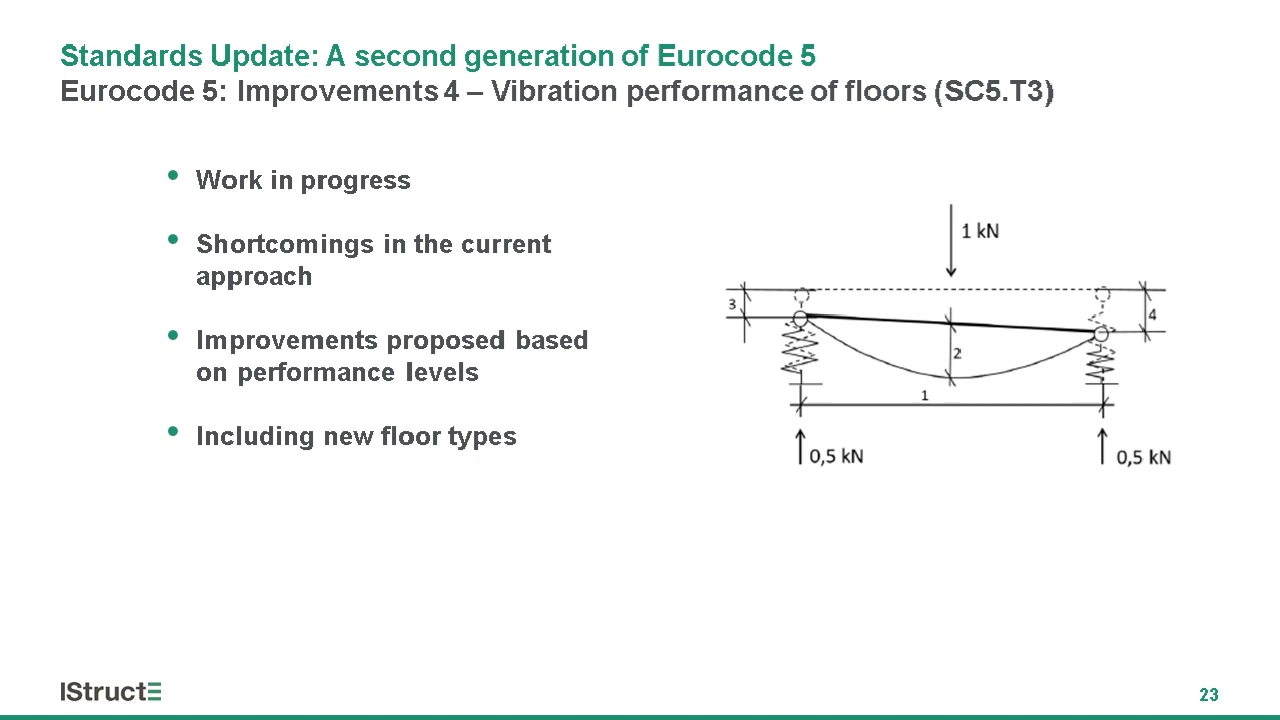 Standards Update: A second generation of Eurocode 5
Eurocode 5: Improvements 4 – Vibration performance of floors (SC5.T3)
• Work in progress
• Shortcomings in the current
approach
• Improvements proposed based
on performance levels
• Including new floor types
1 kN
3
4
2
1
0,5 kN
0,5 kN
IStructE
23